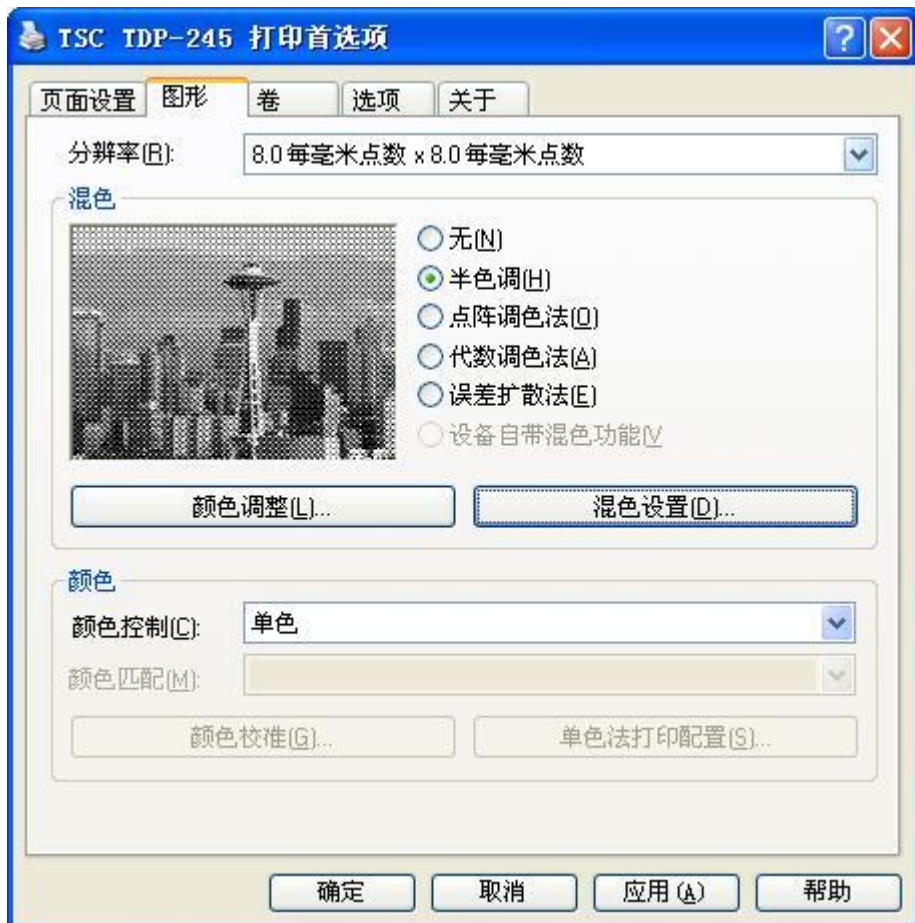 TSC TDP-245 打印首选项
页面设置 图形 卷 选项 关于
分辨率(R): 8.0 每毫米点数 x 8.0 每毫米点数
混色
无(N)
半色调(H)
点阵调色法(O)
代数调色法(A)
误差扩散法(E)
设备自带混色功能(V
颜色调整(L)... 混色设置(D)...
颜色
颜色控制(C): 单色
颜色匹配(M):
颜色校准(G)... 单色法打印配置(S)...
确定 取消 应用(A) 帮助